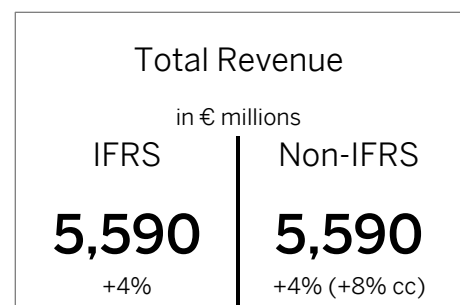 Total Revenue
in € millions
IFRS Non-IFRS
5,590 5,590
+4% +4% (+8% cc)